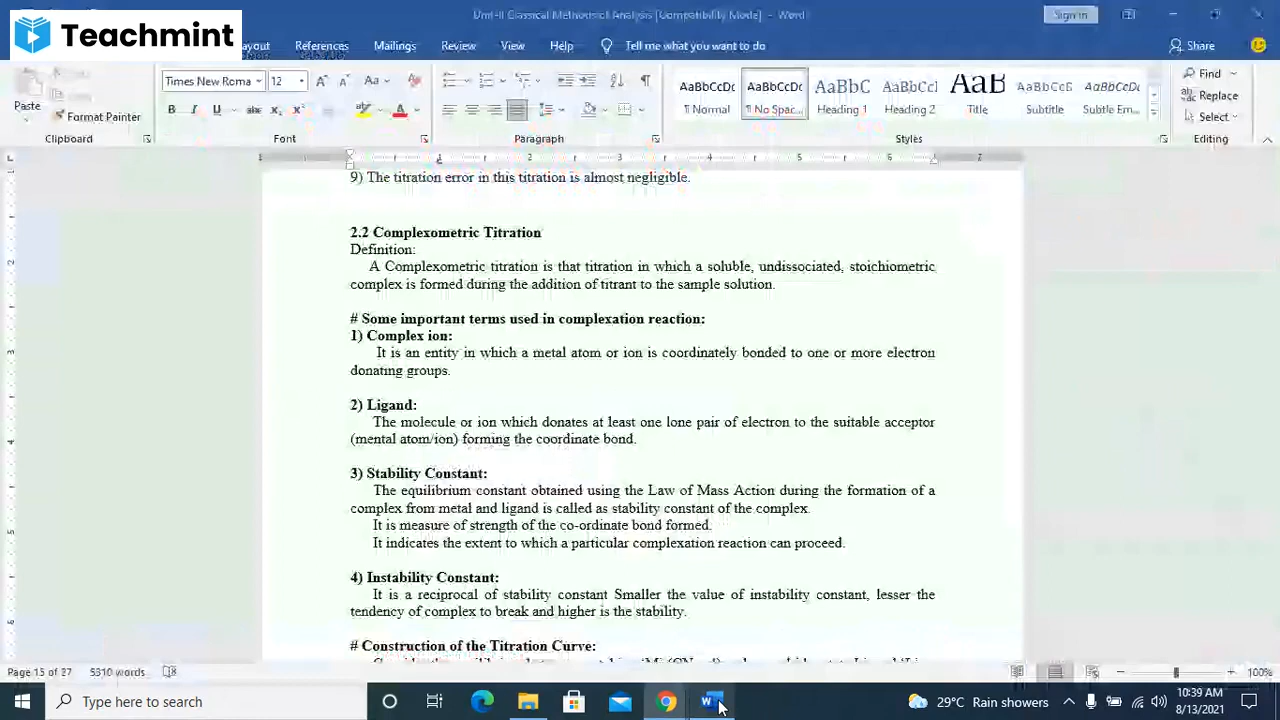 Unit-II Classical Methods of Analysis [Compatibility Mode] - Word
Sign in
Teachmint
References
Mailings
Review
View
Help
Tell me what you want to do
Share
Times New Roma
12
Paste
Format Painter
Clipboard
Font
Paragraph
AaBbCcDc
¶ Normal
AaBbCcDc
¶ No Spac...
AaBbC
Heading 1
AaBbCcI
Heading 2
AaB
Title
AaBbCcD
Subtitle
AaBbCcDc
Subtle Em...
Styles
Find
Replace
Select
Editing
9) The titration error in this titration is almost negligible.
2.2 Complexometric Titration
Definition:
A Complexometric titration is that titration in which a soluble, undissociated, stoichiometric
complex is formed during the addition of titrant to the sample solution.
# Some important terms used in complexation reaction:
1) Complex ion:
It is an entity in which a metal atom or ion is coordinately bonded to one or more electron
donating groups.
2) Ligand:
The molecule or ion which donates at least one lone pair of electron to the suitable acceptor
(mental atom/ion) forming the coordinate bond.
3) Stability Constant:
The equilibrium constant obtained using the Law of Mass Action during the formation of a
complex from metal and ligand is called as stability constant of the complex.
It is measure of strength of the co-ordinate bond formed.
It indicates the extent to which a particular complexation reaction can proceed.
4) Instability Constant:
It is a reciprocal of stability constant Smaller the value of instability constant, lesser the
tendency of complex to break and higher is the stability.
# Construction of the Titration Curve:
Page 15 of 27
5310 words
100%
Type here to search
29°C Rain showers
10:39 AM
8/13/2021